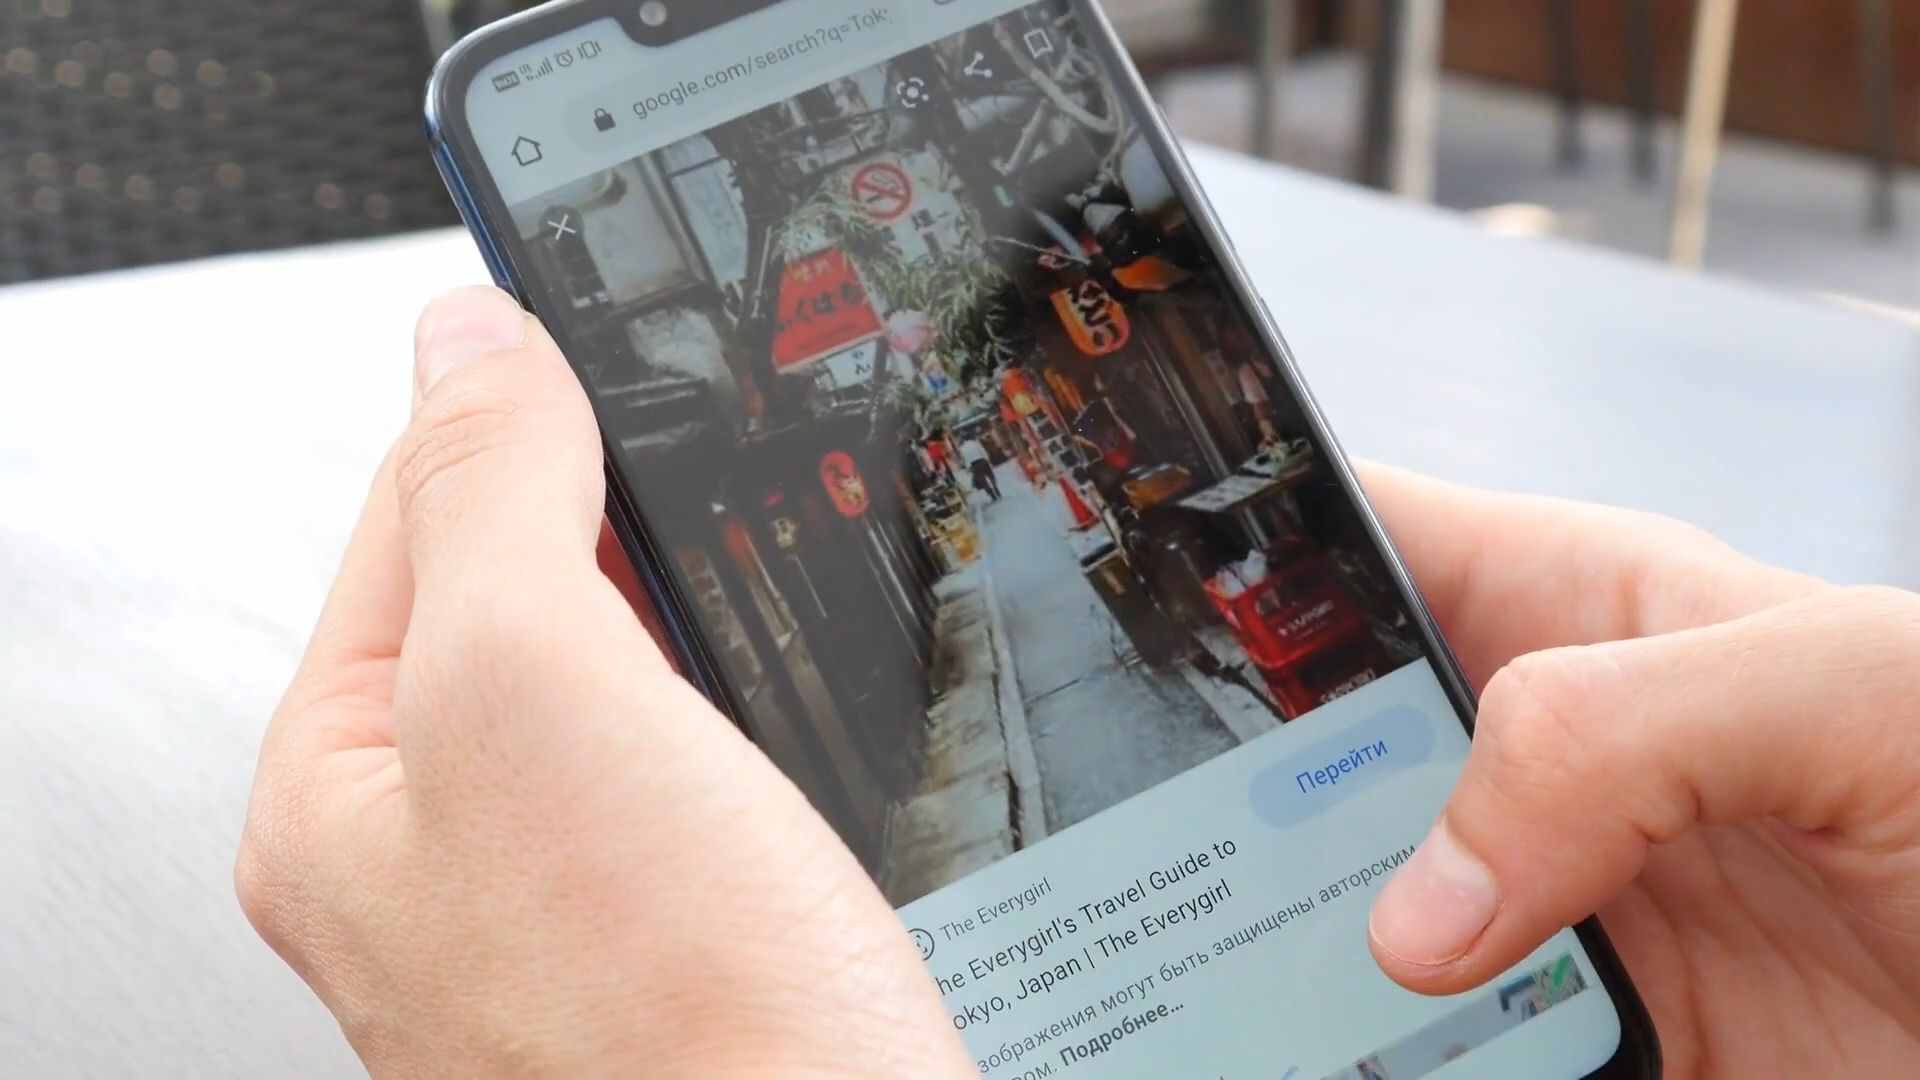 google.com/search?q=Tok
Перейти
The Everygirl
he Everygirl's Travel Guide to
okyo, Japan | The Everygirl
зображения могут быть защищены авторским
вом. Подробнее...